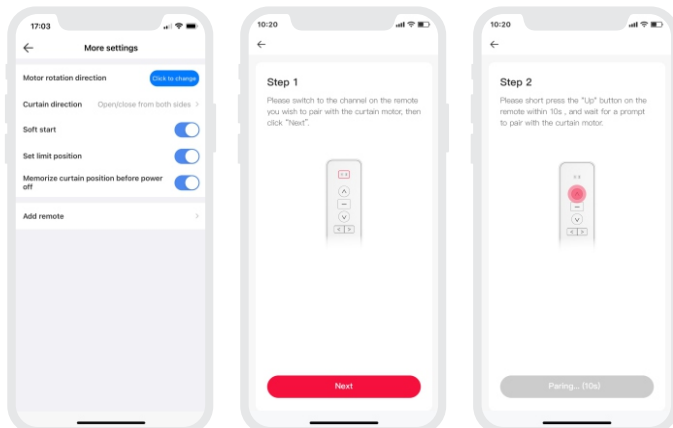 17:03
More settings
Motor rotation direction
Click to change
Curtain direction Open/close from both sides >
Soft start
Set limit position
Memorize curtain position before power
off
Add remote >
10:20
Step 1
Please switch to the channel on the remote
you wish to pair with the curtain motor, then
click "Next".
Next
10:20
Step 2
Please short press the "Up" button on the
remote within 10s , and wait for a prompt
to pair with the curtain motor.
Paring... (10s)